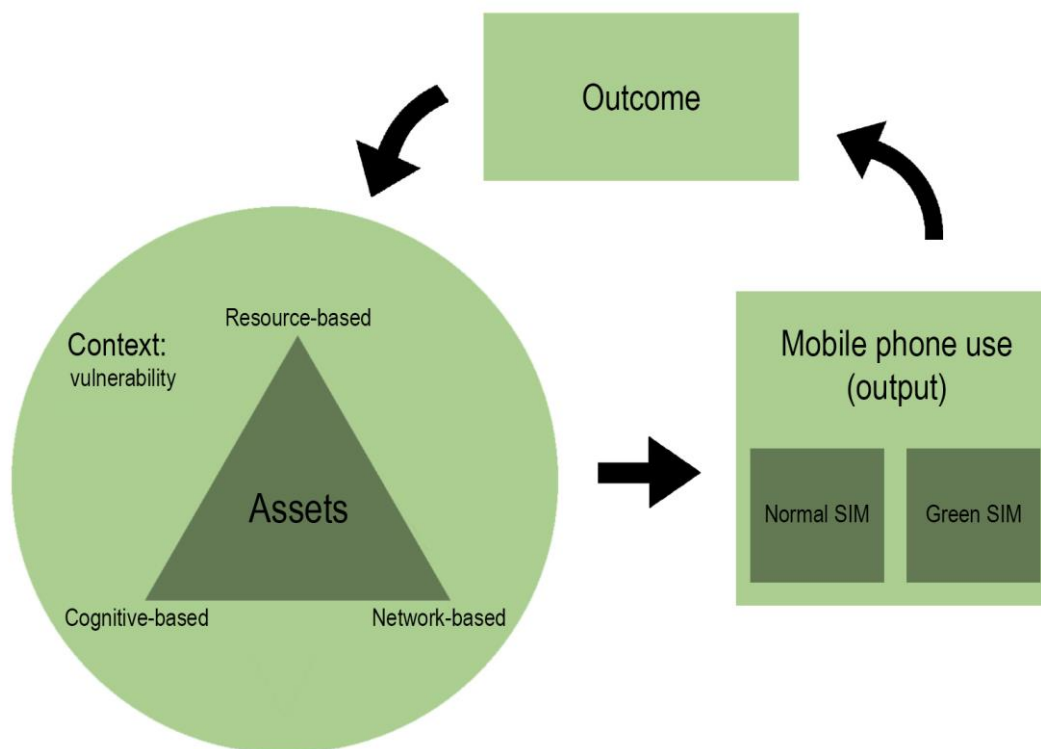 Outcome
Resource-based
Context:
vulnerability
Assets
Cognitive-based
Network-based
Mobile phone use
(output)
Normal SIM
Green SIM